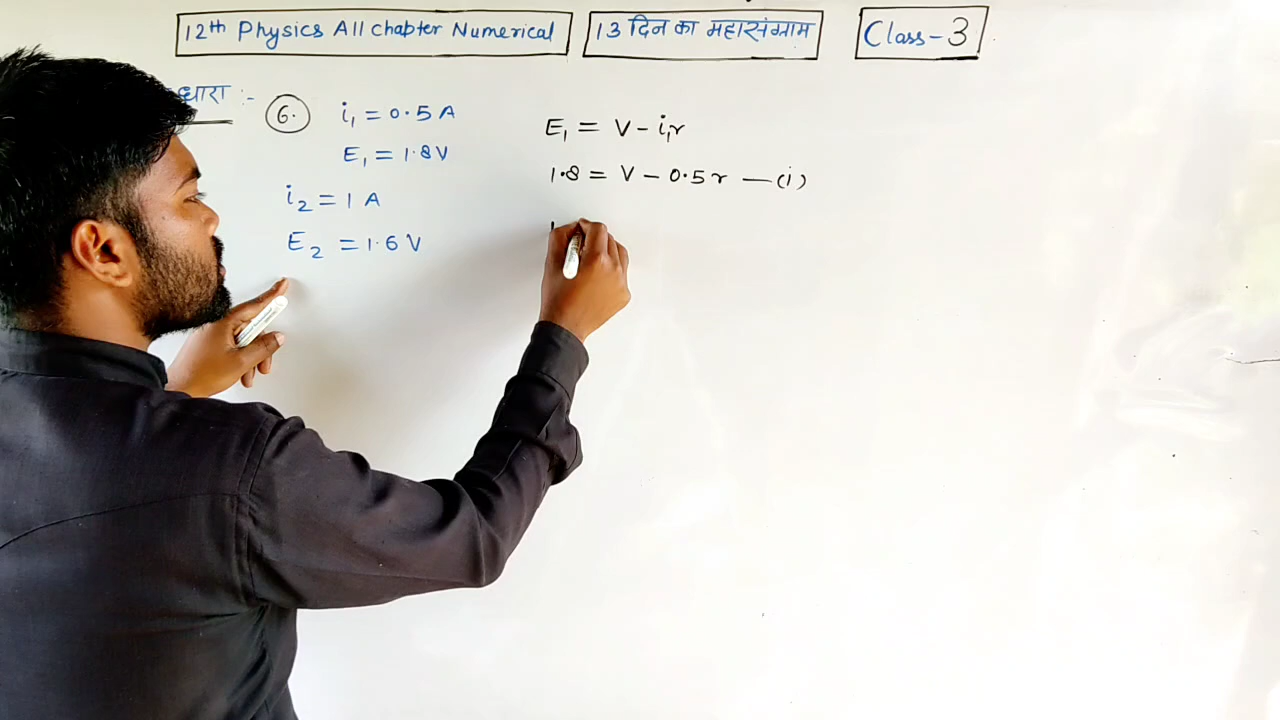 12th Physics All chapter Numerical
13 दिन का महासंग्राम
Class-3
धारा :-
6.
i₁ = 0.5 A
E₁ = 1.8 V
i₂ = 1 A
E₂ = 1.6 V
E₁ = V - i₁r
1.8 = V - 0.5 r —(i)